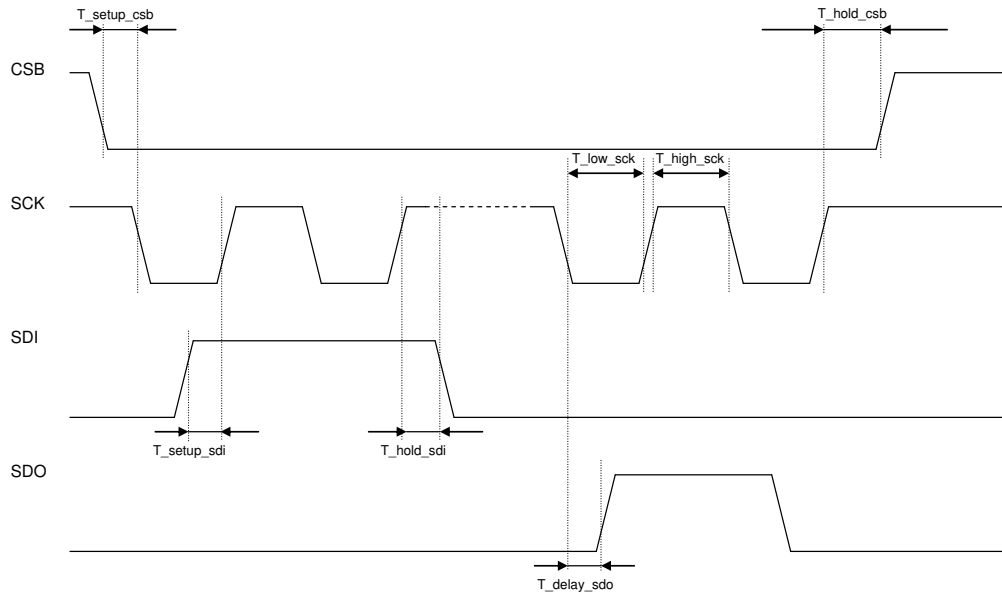 T_setup_csb
T_hold_csb
CSB
T_low_sck
T_high_sck
SCK
SDI
T_setup_sdi
T_hold_sdi
SDO
T_delay_sdo